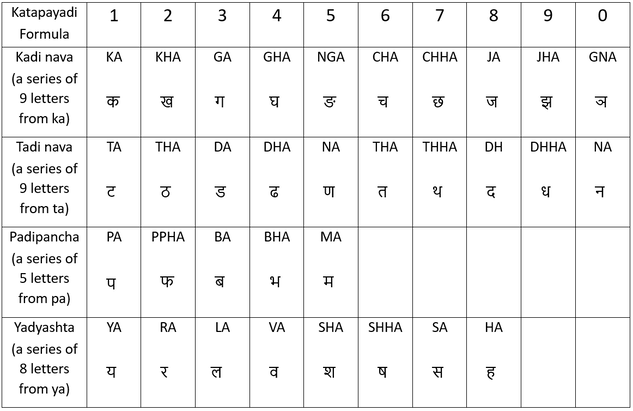 Katapayadi Formula 1 2 3 4 5 6 7 8 9 0
Kadi nava KA KHA GA GHA NGA CHA CHHA JA JHA GNA
(a series of
9 letters क ख ग घ ङ च छ ज झ ञ
from ka)
Tadi nava TA THA DA DHA NA THA THHA DH DHHA NA
(a series of
9 letters ट ठ ड ढ ण त थ द ध न
from ta)
Padipancha PA PPHA BA BHA MA
(a series of
5 letters प फ ब भ म
from pa)
Yadyashta YA RA LA VA SHA SHHA SA HA
(a series of
8 letters य र ल व श ष स ह
from ya)